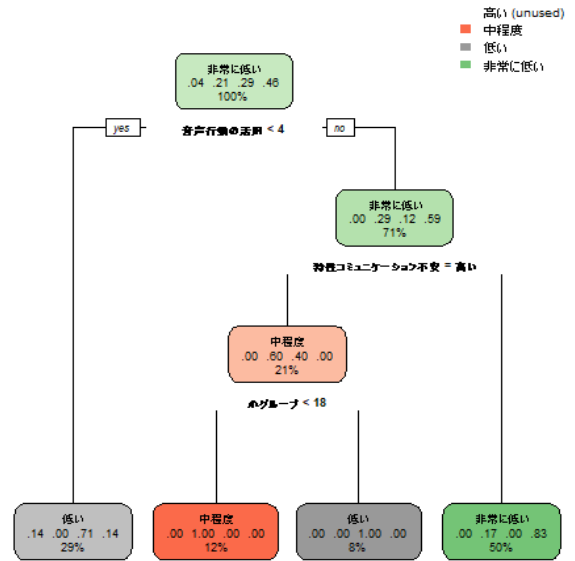 高い (unused)
中程度
低い
非常に低い
非常に低い
.04 .21 .29 .46
100%
yes
音声行動の活用 < 4
no
非常に低い
.00 .29 .12 .59
71%
特性コミュニケーション不安 = 高い
中程度
.00 .60 .40 .00
21%
小グループ < 18
低い
.14 .00 .71 .14
29%
中程度
.00 1.00 .00 .00
12%
低い
.00 .00 1.00 .00
8%
非常に低い
.00 .17 .00 .83
50%